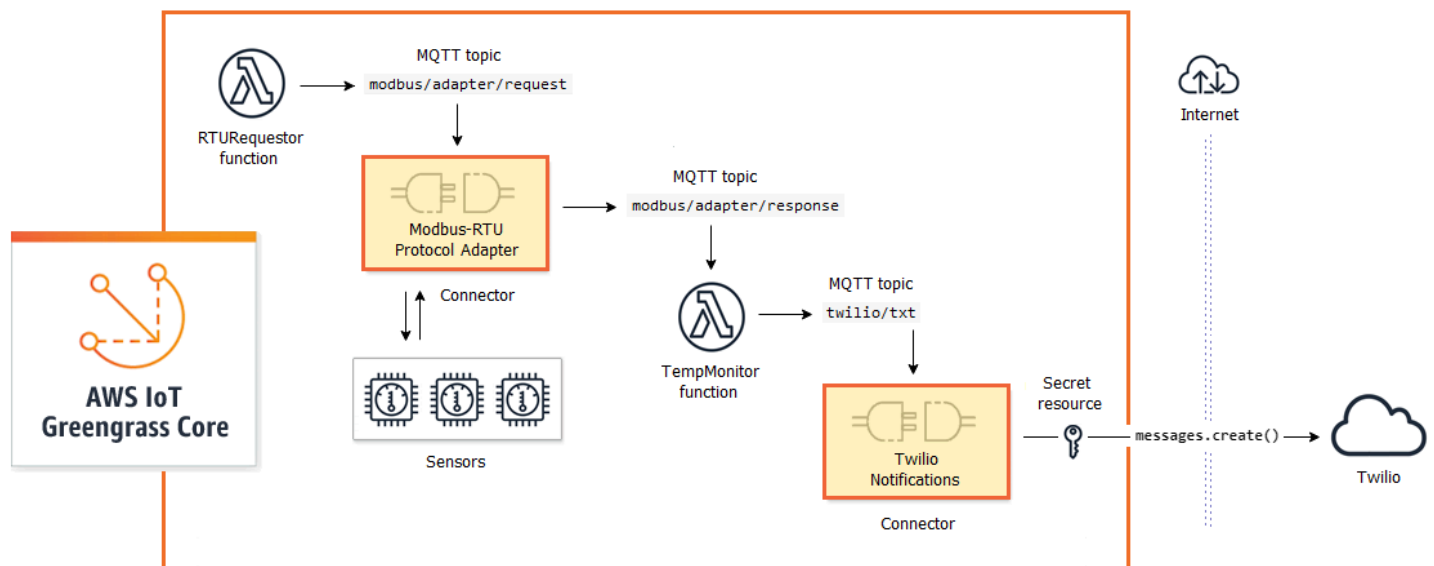 MQTT topic
modbus/adapter/request
RTURequestor
function
Internet
MQTT topic
modbus/adapter/response
Modbus-RTU
Protocol Adapter
Connector
MQTT topic
twilio/txt
AWS IoT
Greengrass Core
TempMonitor
function
Sensors
Secret
resource
messages.create()
Twilio
Notifications
Twilio
Connector